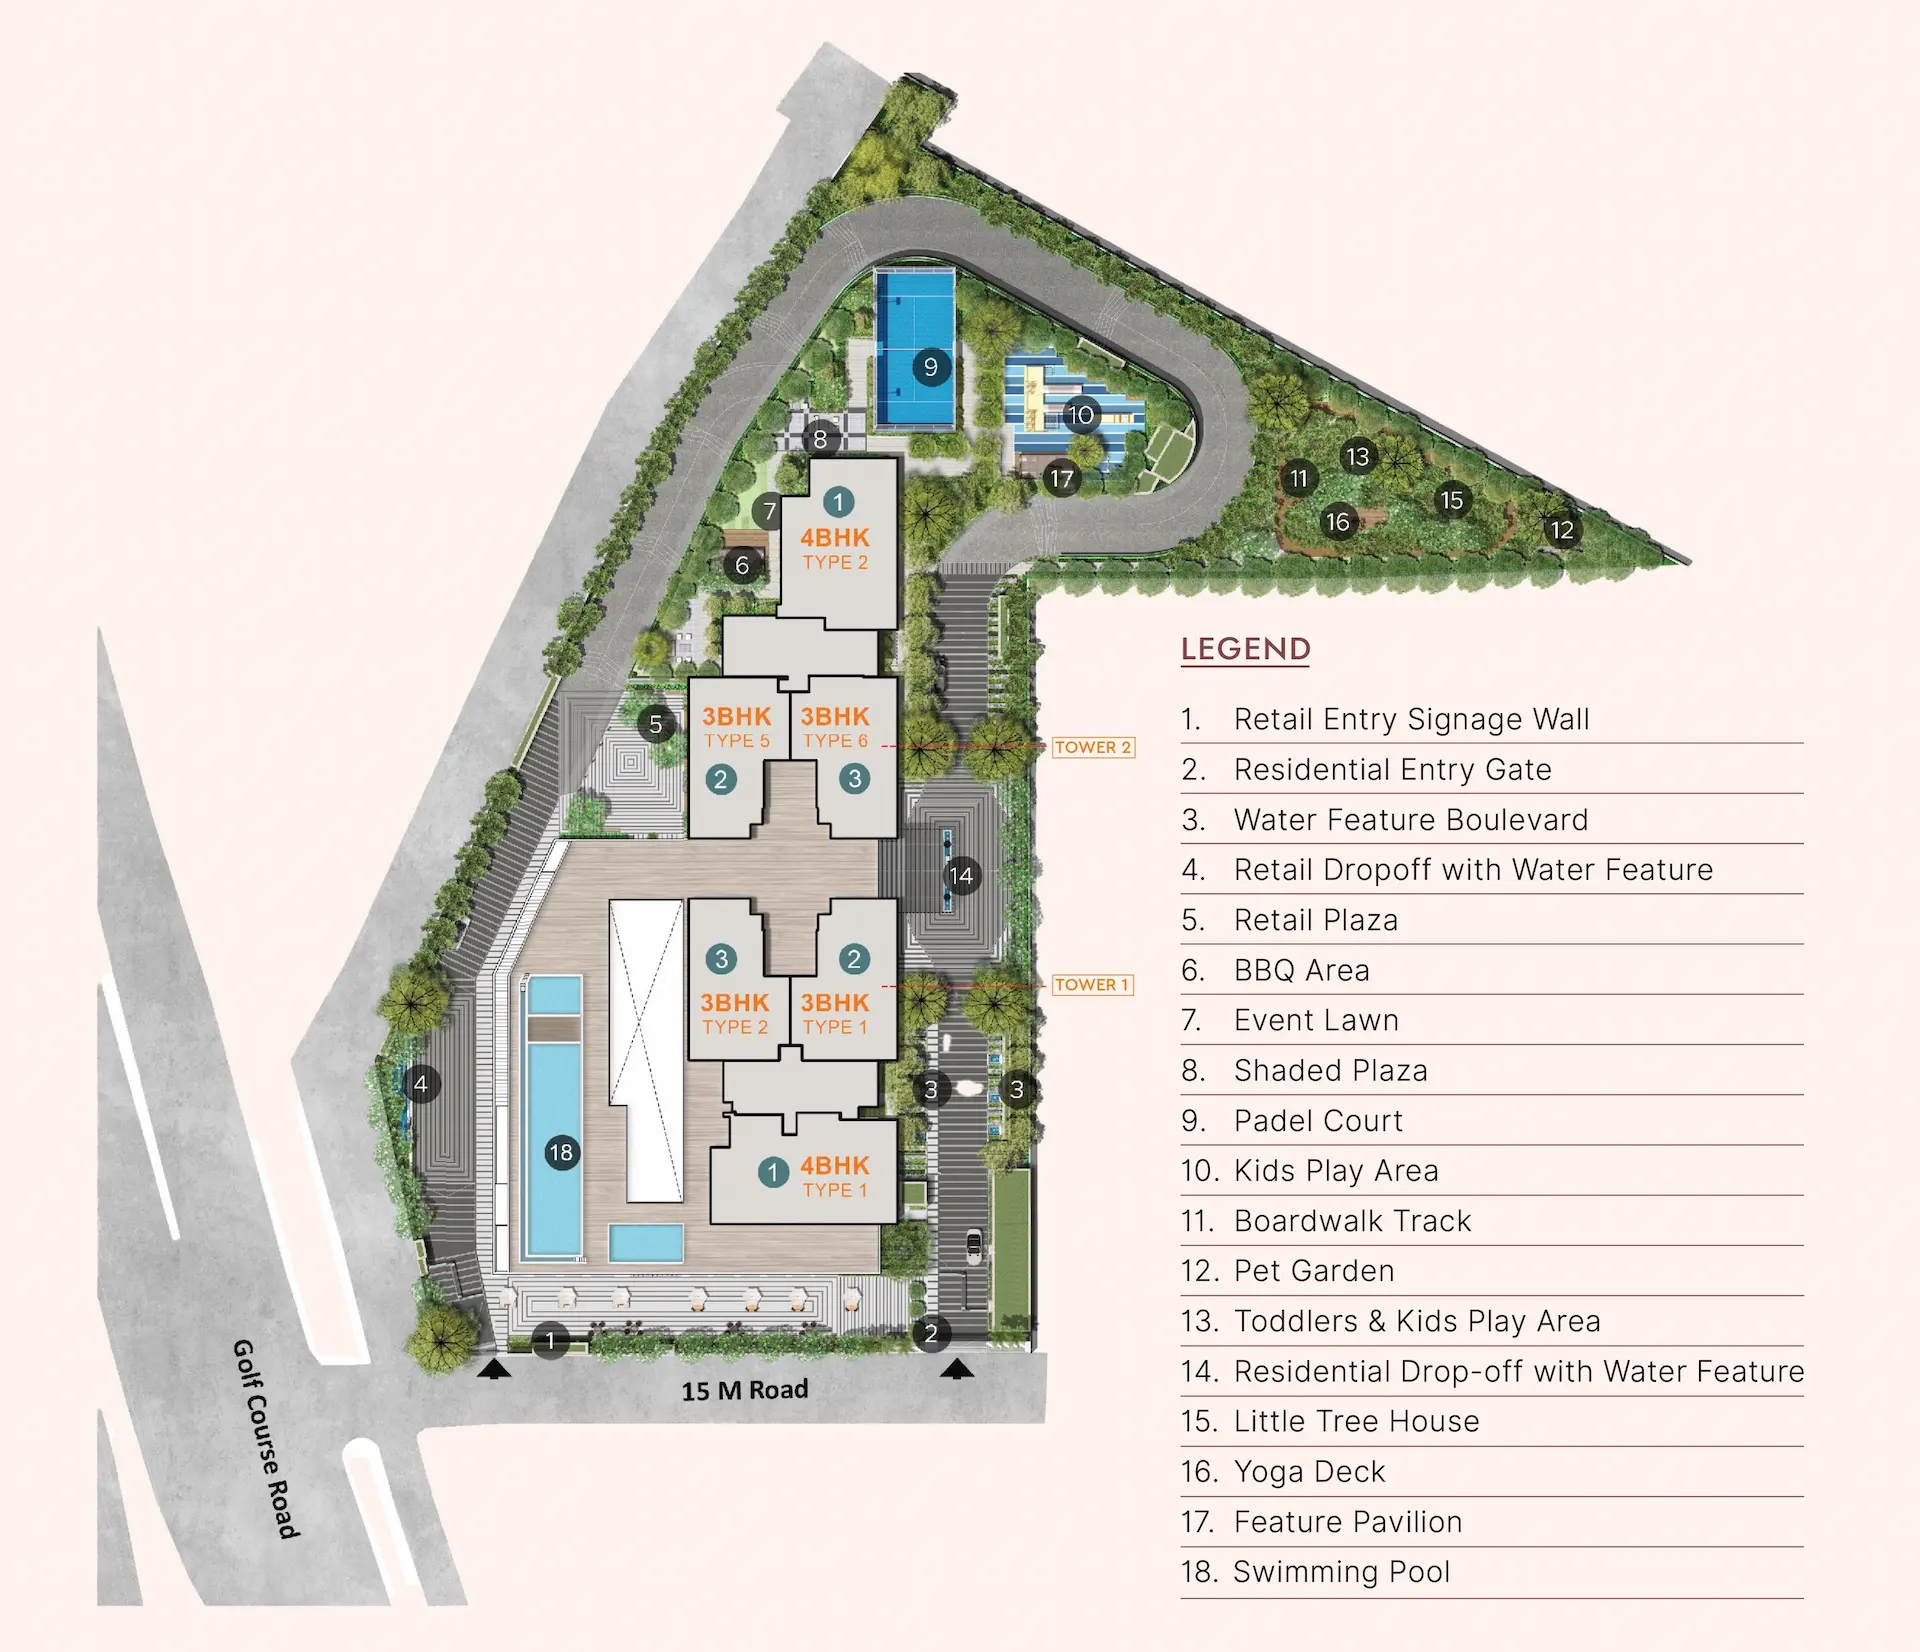 9
10
8
17
13
11
15
16
12
7
6
1
4BHK
TYPE 2
5
3BHK
TYPE 5
2
3BHK
TYPE 6
3
TOWER 2
14
3
3BHK
TYPE 2
2
3BHK
TYPE 1
TOWER 1
4
3
3
18
1
4BHK
TYPE 1
1
2
15 M Road
Golf Course Road
LEGEND
1. Retail Entry Signage Wall
2. Residential Entry Gate
3. Water Feature Boulevard
4. Retail Dropoff with Water Feature
5. Retail Plaza
6. BBQ Area
7. Event Lawn
8. Shaded Plaza
9. Padel Court
10. Kids Play Area
11. Boardwalk Track
12. Pet Garden
13. Toddlers & Kids Play Area
14. Residential Drop-off with Water Feature
15. Little Tree House
16. Yoga Deck
17. Feature Pavilion
18. Swimming Pool